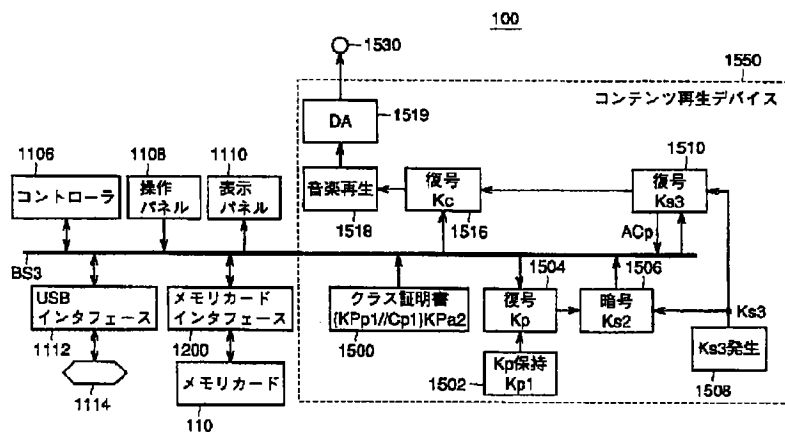 100
1530
1550
コンテンツ再生デバイス
DA
1519
1106
1108
1110
1510
コントローラ
操作
パネル
表示
パネル
音楽再生
1518
復号
Kc
1516
復号
Ks3
ACp
BS3
1504
1506
USB
インタフェース
1112
メモリカード
インタフェース
1200
クラス証明書
{KPp1//Cp1}KPa2
1500
復号
Kp
暗号
Ks2
Ks3
1114
メモリカード
110
1502
Kp保持
Kp1
Ks3発生
1508